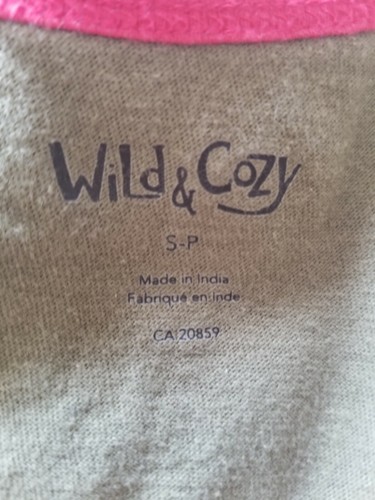 Wild & Cozy
S-P
Made in India
Fabriqué en Inde
CA 20859